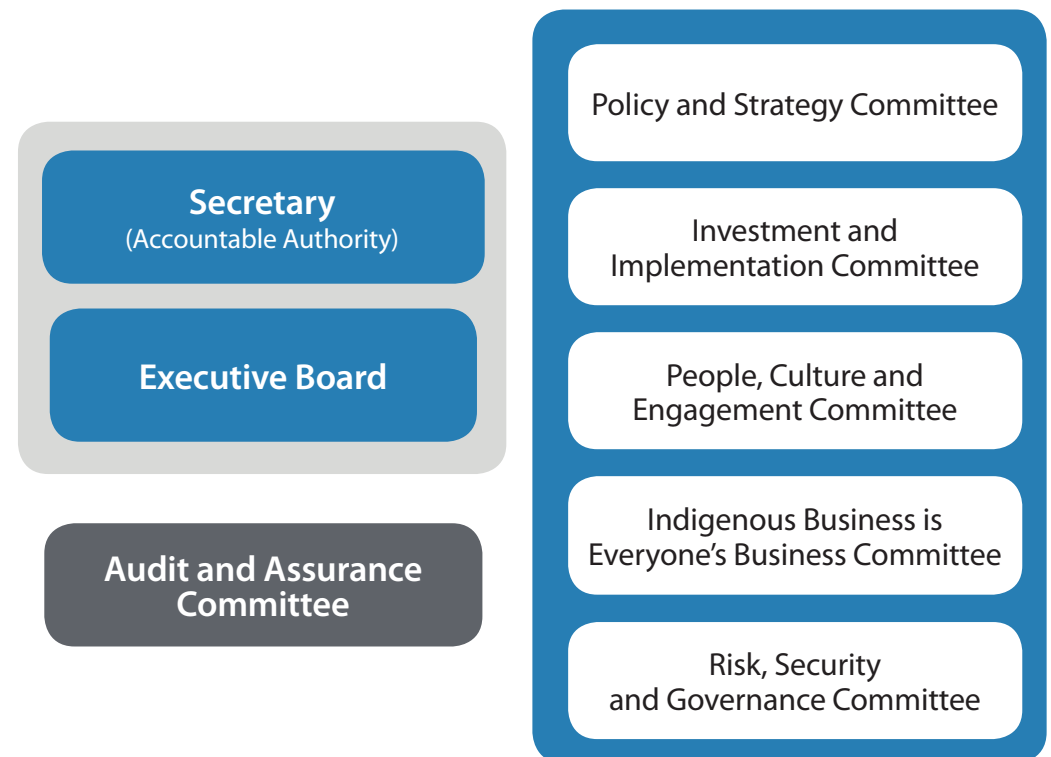 Secretary
(Accountable Authority)
Executive Board
Audit and Assurance
Committee
Policy and Strategy Committee
Investment and
Implementation Committee
People, Culture and
Engagement Committee
Indigenous Business is
Everyone’s Business Committee
Risk, Security
and Governance Committee